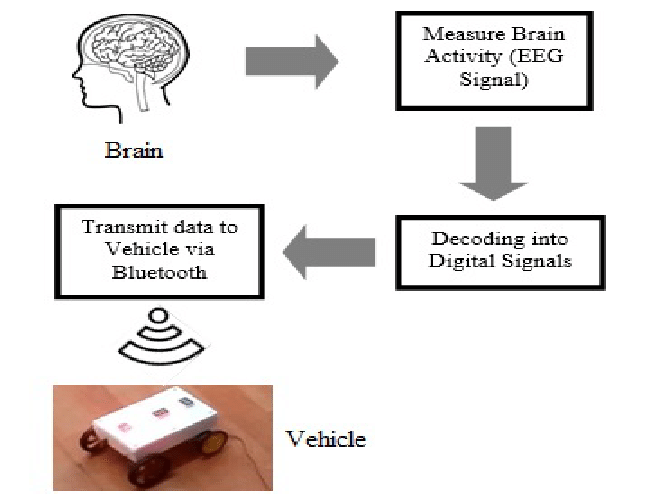 Measure Brain
Activity (EEG
Signal)
Brain
Transmit data to
Vehicle via
Bluetooth
Decoding into
Digital Signals
Vehicle